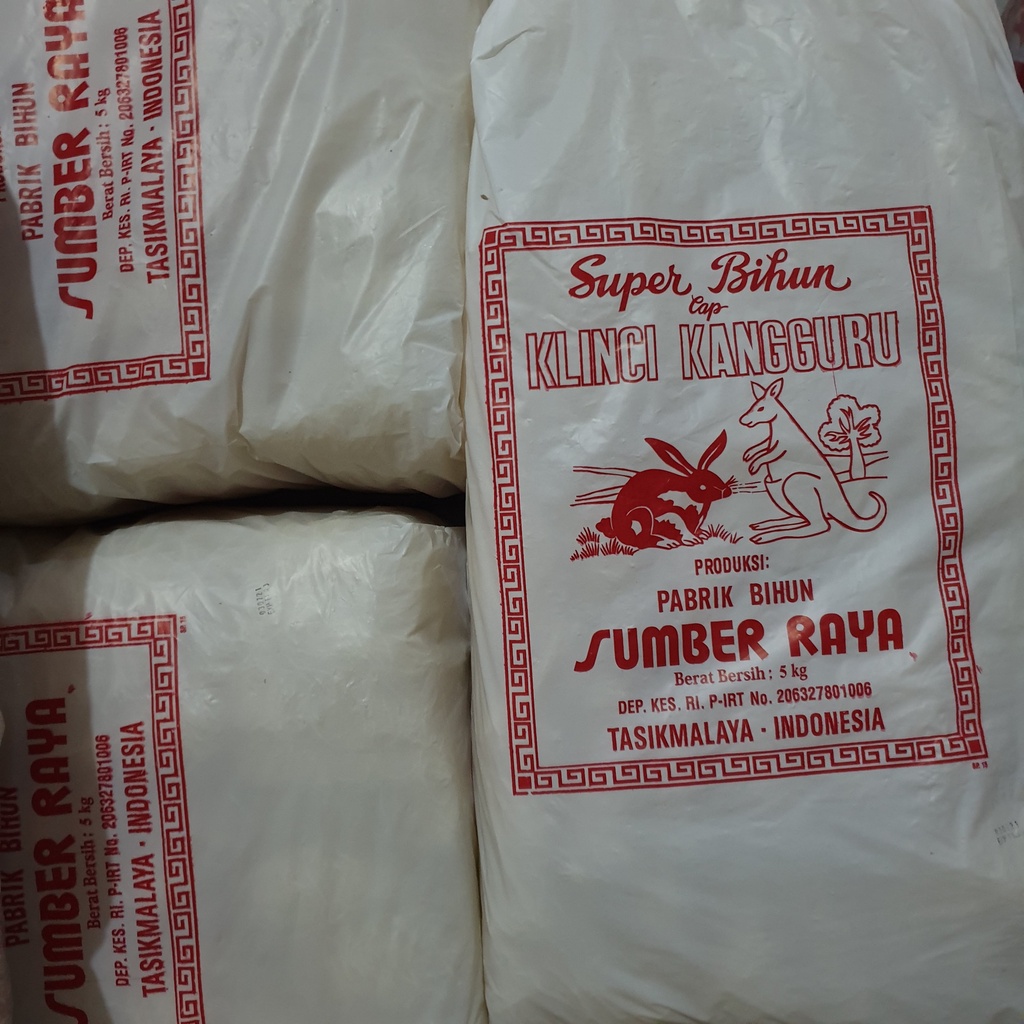 Super Bihun
Cap
KLINCI KANGGURU
PRODUKSI:
PABRIK BIHUN
SUMBER RAYA
Berat Bersih : 5 kg
DEP. KES. RI. P-IRT No. 206327801006
TASIKMALAYA - INDONESIA
PABRIK BIHUN
SUMBER RAYA
Berat Bersih : 5 kg
DEP. KES. RI. P-IRT No. 206327801006
TASIKMALAYA - INDONESIA
PABRIK BIHUN
SUMBER RAYA
Berat Bersih : 5 kg
DEP. KES. RI. P-IRT No. 206327801006
TASIKMALAYA - INDONESIA